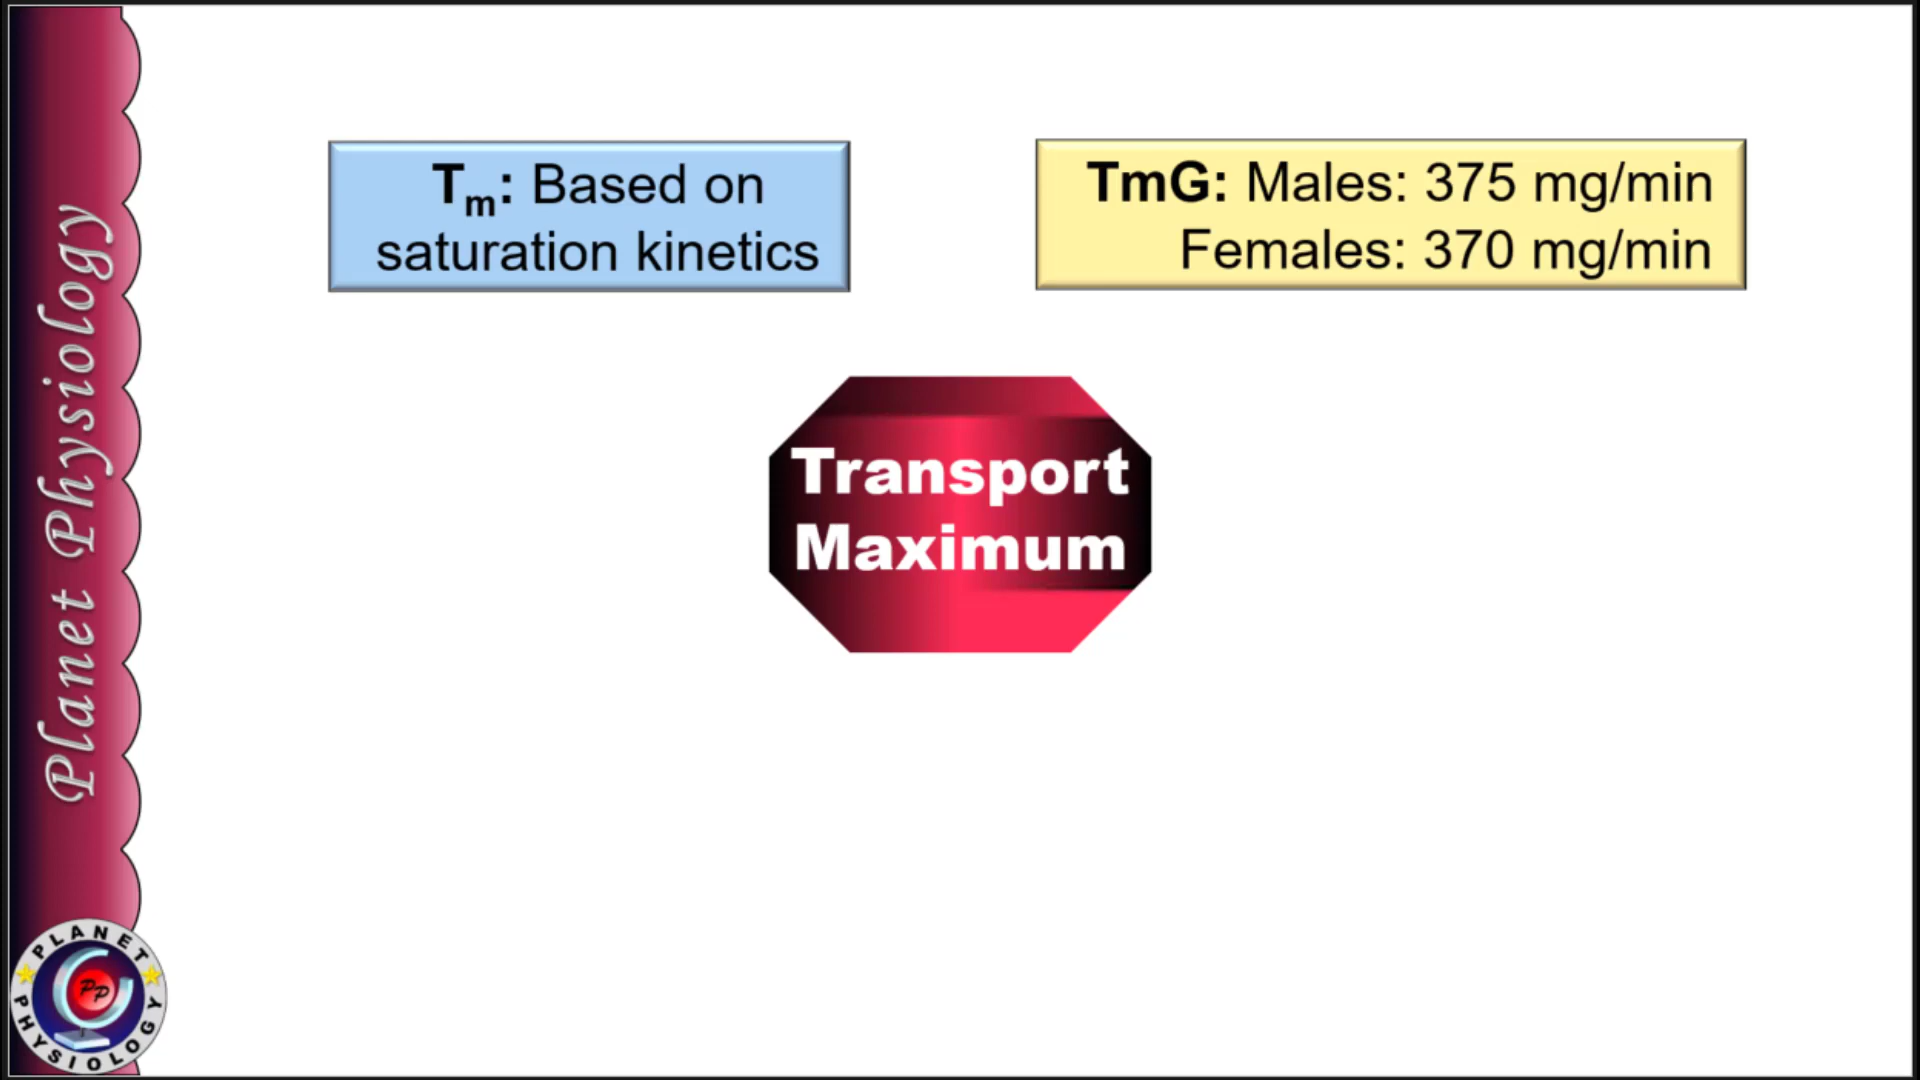 Planet Physiology
Tm: Based on
saturation kinetics
TmG: Males: 375 mg/min
Females: 370 mg/min
Transport
Maximum
PLANET
PP
PHYSIOLOGY